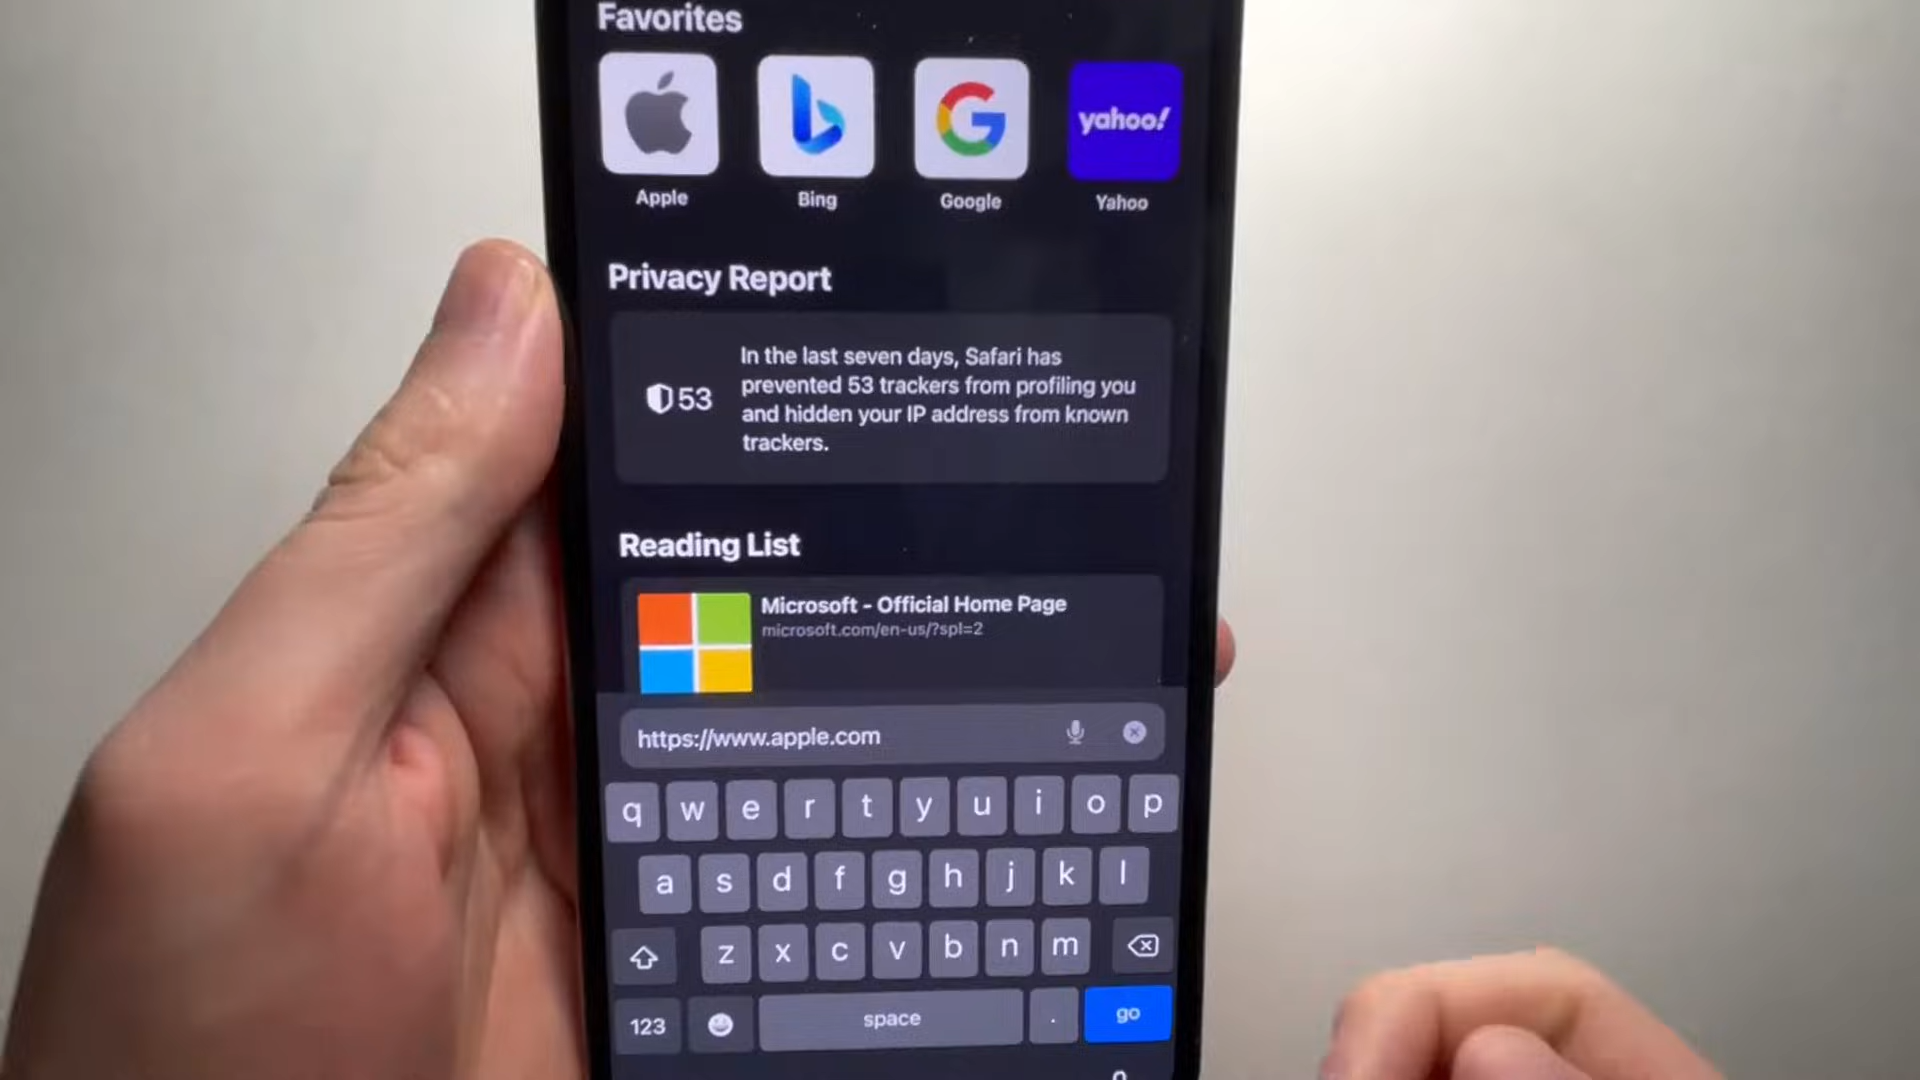 Favorites
yahoo!
Apple Bing Google Yahoo
Privacy Report
53
In the last seven days, Safari has
prevented 53 trackers from profiling you
and hidden your IP address from known
trackers.
Reading List
Microsoft - Official Home Page
microsoft.com/en-us/?spl=2
https://www.apple.com
q w e r t y u i o p
a s d f g h j k l
z x c v b n m
123 space . go